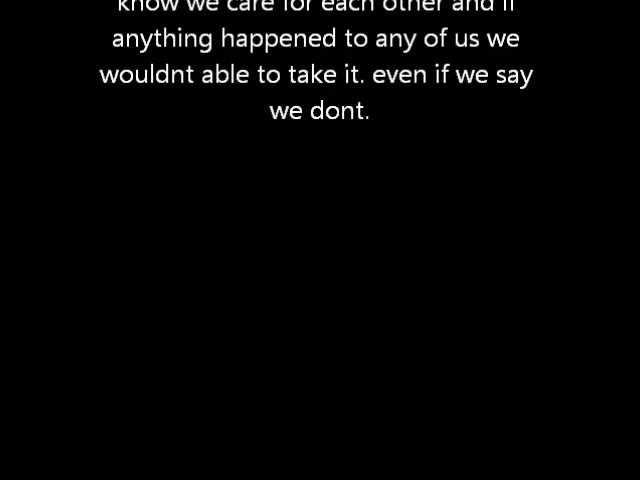 know we care for each other and if
anything happened to any of us we
wouldnt able to take it. even if we say
we dont.